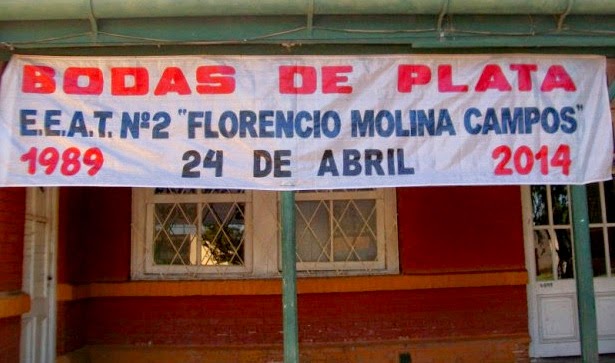 BODAS DE PLATA
E.E.A.T. Nº2 "FLORENCIO MOLINA CAMPOS"
1989 24 DE ABRIL 2014